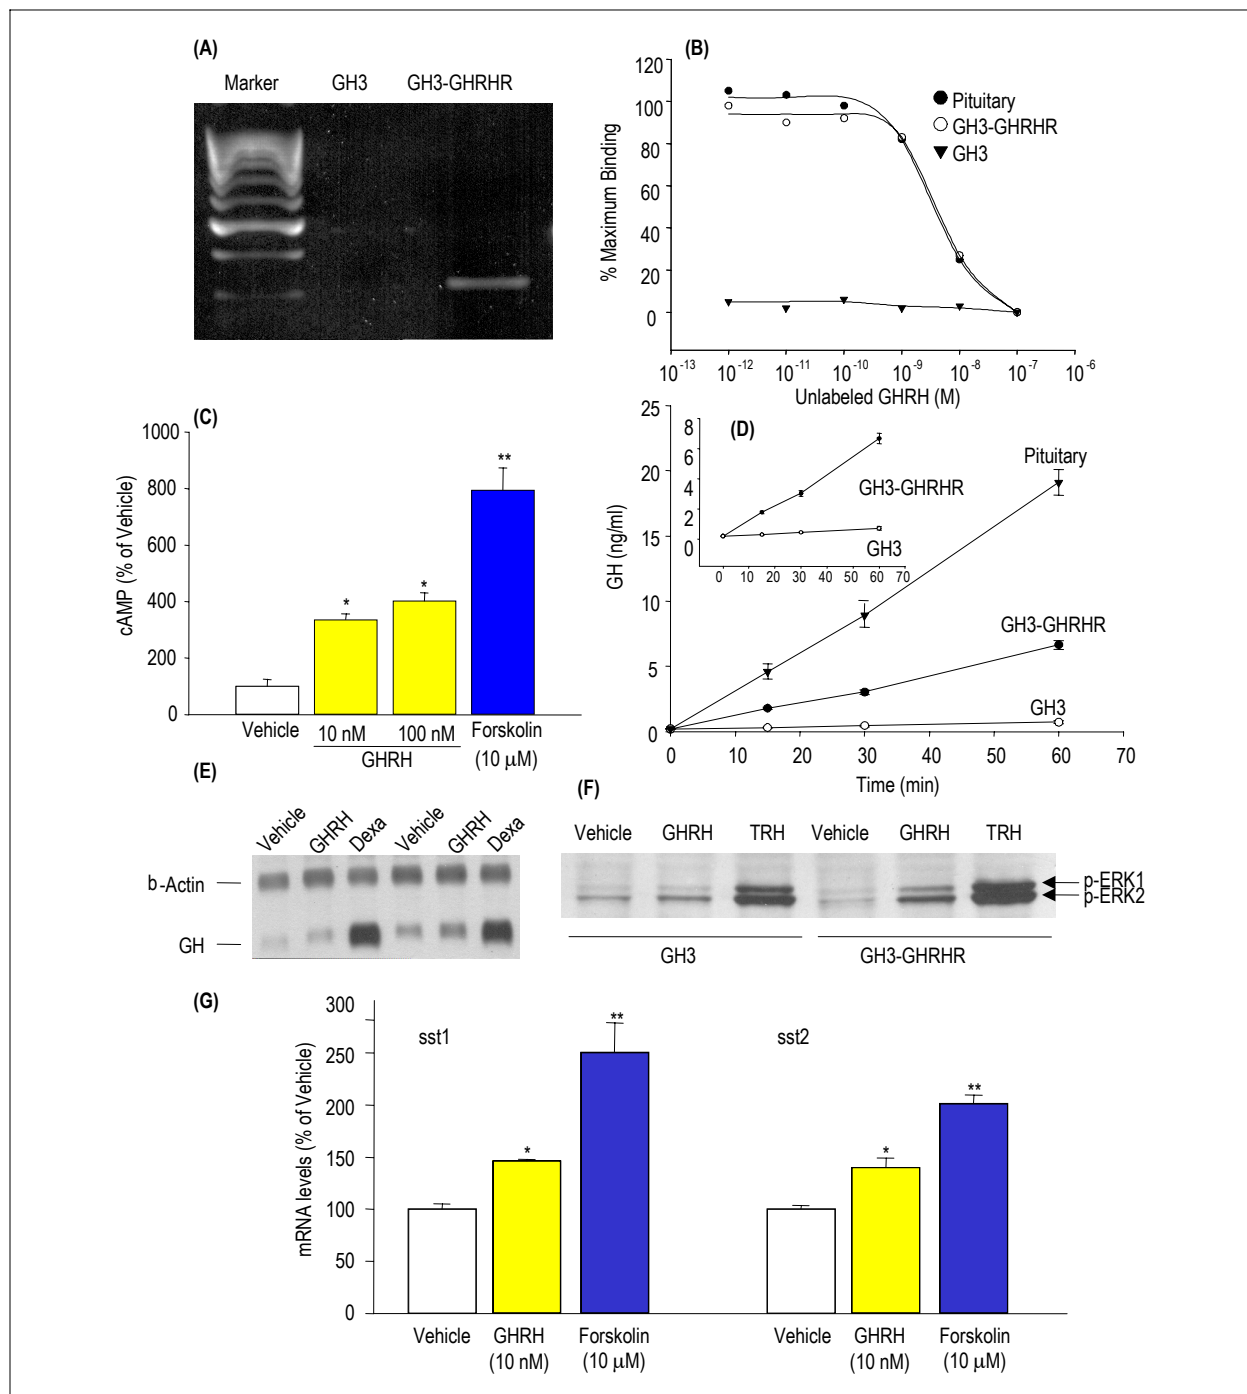 (A)
Marker GH3 GH3-GHRHR
(B)
% Maximum Binding
120
100
80
60
40
20
0
Pituitary
GH3-GHRHR
GH3
10-13 10-12 10-11 10-10 10-9 10-8 10-7 10-6
Unlabeled GHRH (M)
(C)
cAMP (% of Vehicle)
1000
800
600
400
200
0
* * **
Vehicle 10 nM 100 nM Forskolin
GHRH (10 μM)
(D)
GH (ng/ml)
25
20
15
10
5
0
8
6
4
2
0
GH3-GHRHR
GH3
0 10 20 30 40 50 60 70
Pituitary
GH3-GHRHR
GH3
0 10 20 30 40 50 60 70
Time (min)
(E)
Vehicle GHRH Dexa Vehicle GHRH Dexa
b-Actin
GH
(F)
Vehicle GHRH TRH Vehicle GHRH TRH
p-ERK1
p-ERK2
GH3 GH3-GHRHR
(G)
mRNA levels (% of Vehicle)
300
250
200
150
100
50
0
sst1 sst2
* ** * **
Vehicle GHRH Forskolin Vehicle GHRH Forskolin
(10 nM) (10 μM) (10 nM) (10 μM)